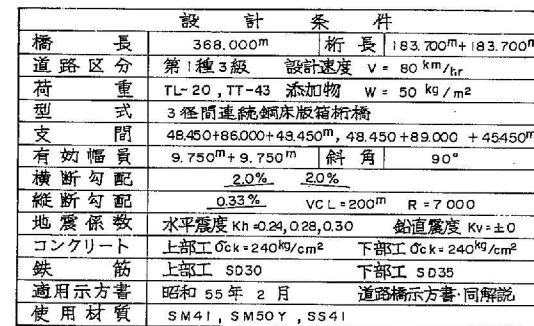 設計条件
橋長 368.000m 桁長 183.700m+183.700m
道路区分 第1種3級 設計速度 V = 80 km/hr
荷重 TL-20, TT-43 添加物 W = 50 kg/m²
型式 3径間連続鋼床版箱桁橋
支間 48.450+86.000+48.450m, 48.450+89.000+45.450m
有効幅員 9.750m+9.750m 斜角 90°
横断勾配 2.0% 2.0%
縦断勾配 0.33% VCL=200m R=7000
地震係数 水平震度 Kh=0.24,0.28,0.30 鉛直震度 Kv=±0
コンクリート 上部工 σck=240kg/cm² 下部工 σck=240kg/cm²
鉄筋 上部工 SD30 下部工 SD35
適用示方書 昭和55年2月 道路橋示方書・同解説
使用材質 SM41, SM50Y, SS41